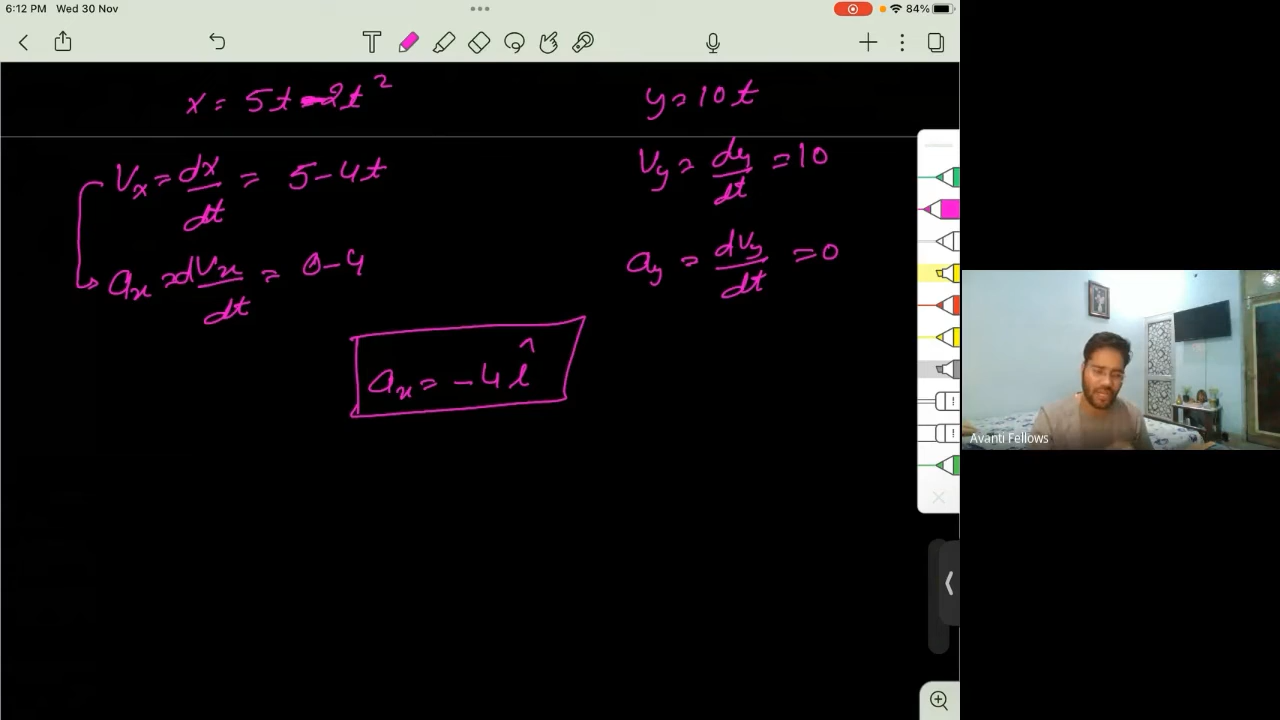 6:12 PM Wed 30 Nov
84%
T
x = 5t - 2t²
y = 10t
Vx = dx/dt = 5 - 4t
Vy = dy/dt = 10
ax = dVx/dt = 0 - 4
ay = dVy/dt = 0
ax = -4 î
Avanti Fellows